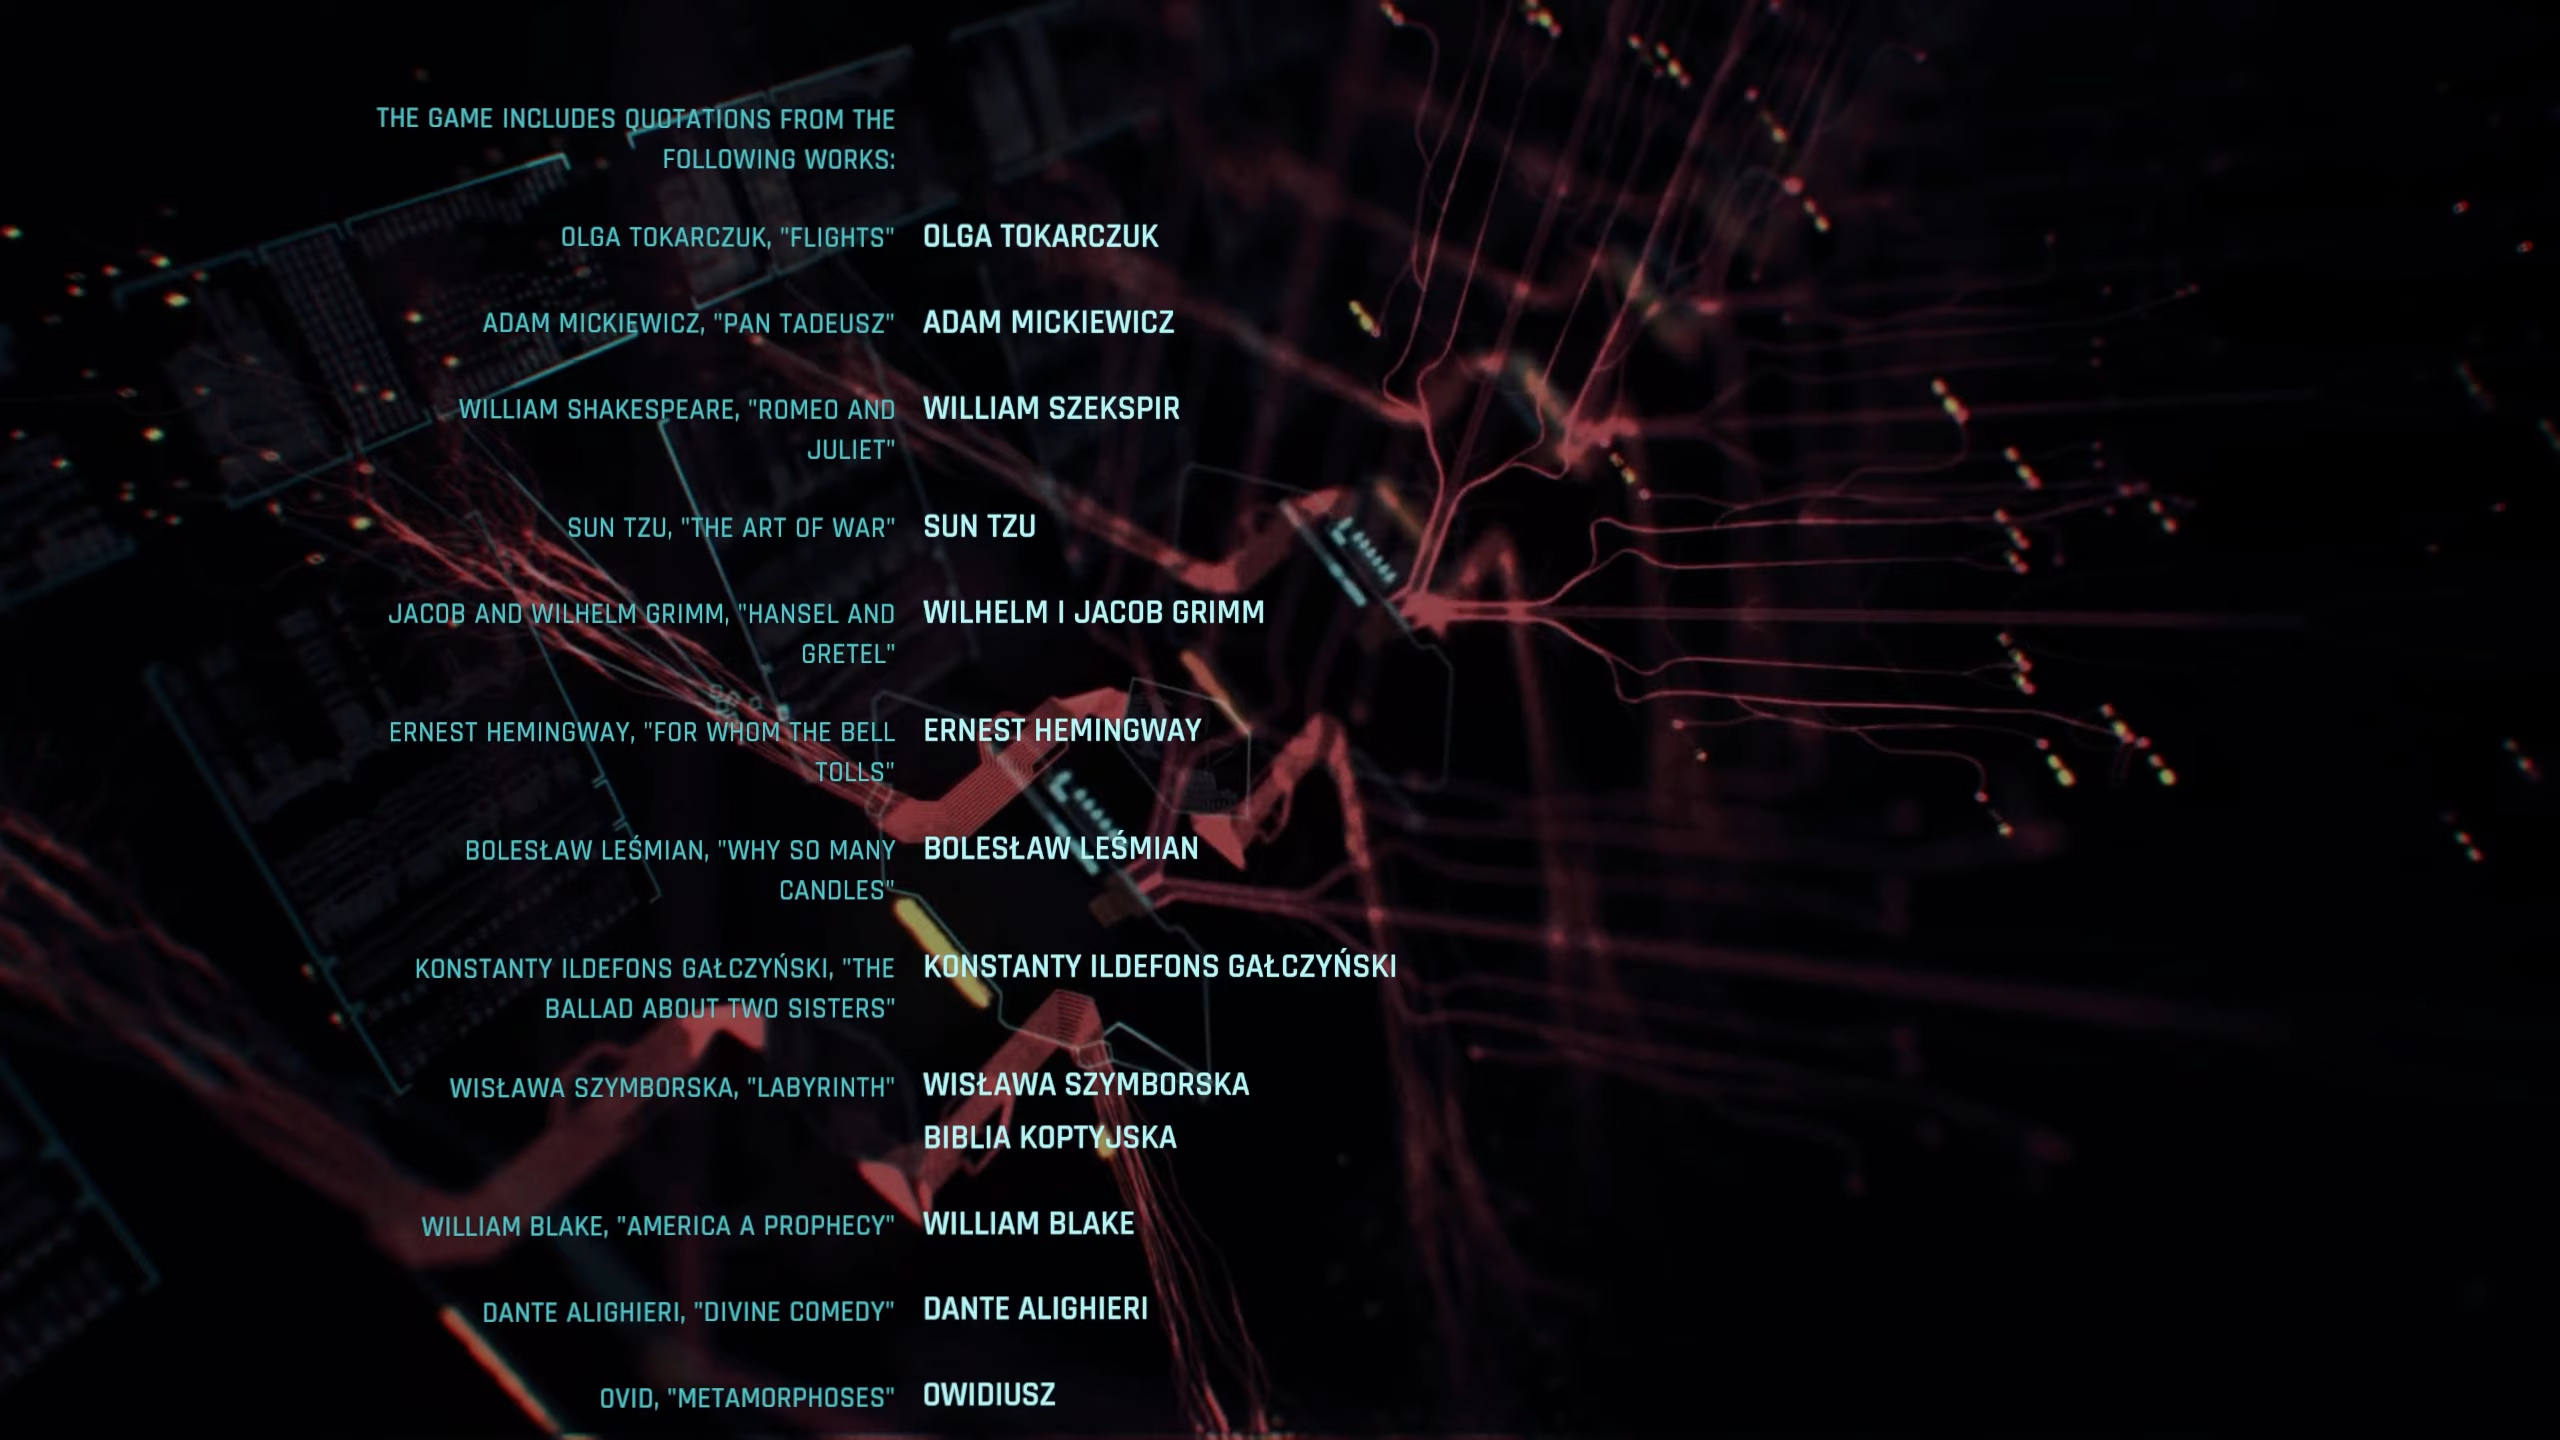 THE GAME INCLUDES QUOTATIONS FROM THE
FOLLOWING WORKS:
OLGA TOKARCZUK, "FLIGHTS" OLGA TOKARCZUK
ADAM MICKIEWICZ, "PAN TADEUSZ" ADAM MICKIEWICZ
WILLIAM SHAKESPEARE, "ROMEO AND WILLIAM SZEKSPIR
JULIET"
SUN TZU, "THE ART OF WAR" SUN TZU
JACOB AND WILHELM GRIMM, "HANSEL AND WILHELM I JACOB GRIMM
GRETEL"
ERNEST HEMINGWAY, "FOR WHOM THE BELL ERNEST HEMINGWAY
TOLLS"
BOLESŁAW LEŚMIAN, "WHY SO MANY BOLESŁAW LEŚMIAN
CANDLES"
KONSTANTY ILDEFONS GAŁCZYŃSKI, "THE KONSTANTY ILDEFONS GAŁCZYŃSKI
BALLAD ABOUT TWO SISTERS"
WISŁAWA SZYMBORSKA, "LABYRINTH" WISŁAWA SZYMBORSKA
BIBLIA KOPTYJSKA
WILLIAM BLAKE, "AMERICA A PROPHECY" WILLIAM BLAKE
DANTE ALIGHIERI, "DIVINE COMEDY" DANTE ALIGHIERI
OVID, "METAMORPHOSES" OWIDIUSZ